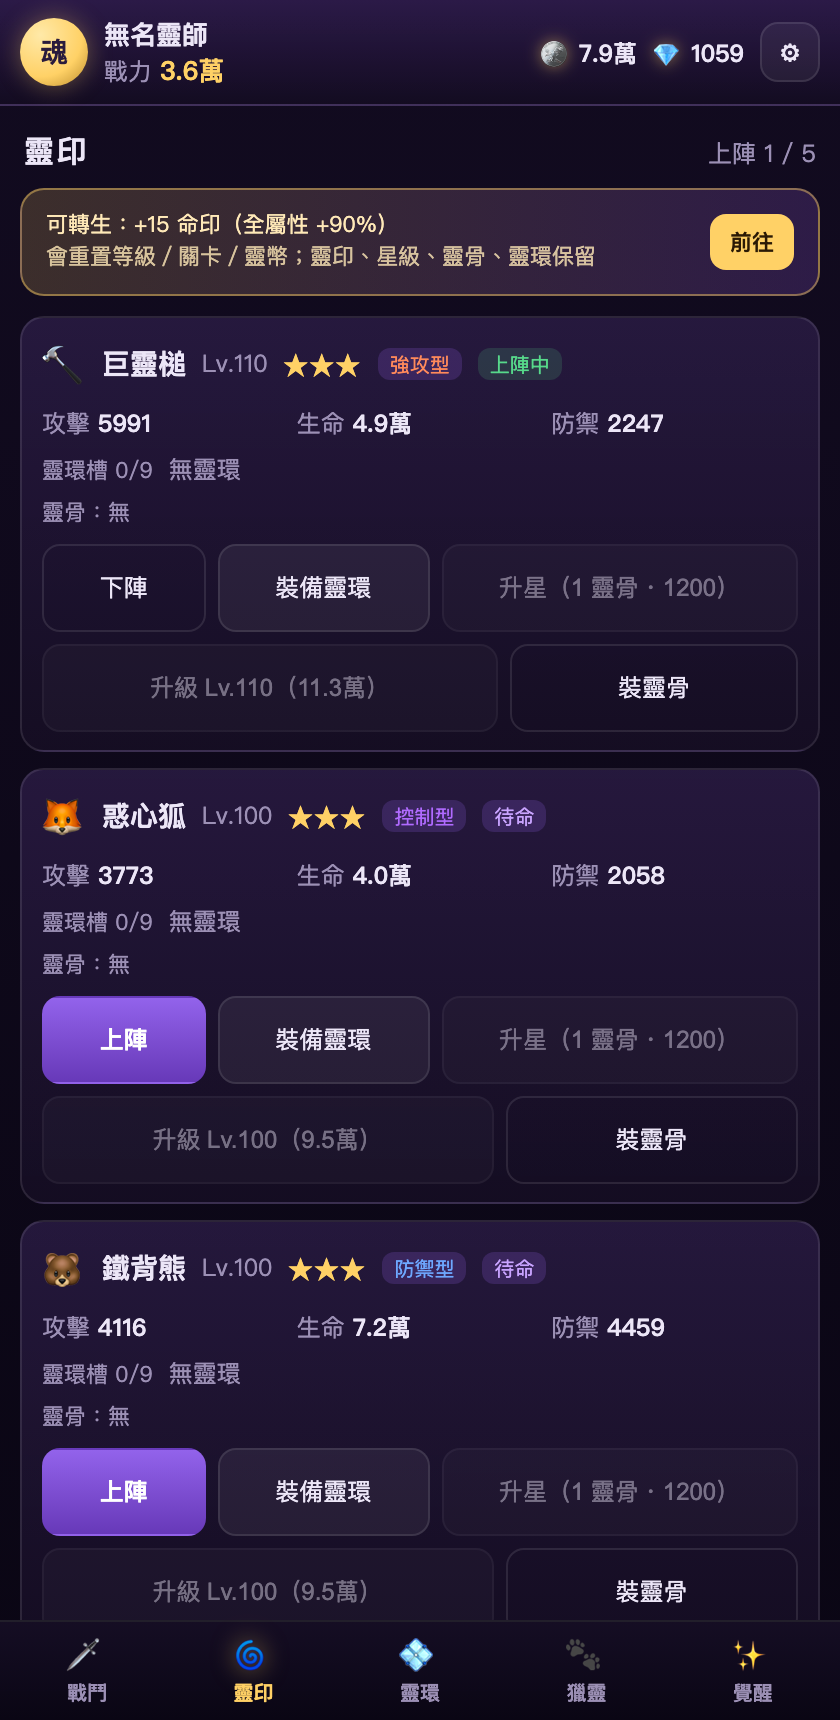 魂
無名靈師
戰力 3.6萬
7.9萬 1059
靈印
上陣 1 / 5
可轉生：+15 命印（全屬性 +90%）
會重置等級 / 關卡 / 靈幣；靈印、星級、靈骨、靈環保留
前往
巨靈槌 Lv.110 ★★★ 強攻型 上陣中
攻擊 5991 生命 4.9萬 防禦 2247
靈環槽 0/9 無靈環
靈骨：無
下陣 裝備靈環 升星（1 靈骨 · 1200）
升級 Lv.110（11.3萬） 裝靈骨
惑心狐 Lv.100 ★★★ 控制型 待命
攻擊 3773 生命 4.0萬 防禦 2058
靈環槽 0/9 無靈環
靈骨：無
上陣 裝備靈環 升星（1 靈骨 · 1200）
升級 Lv.100（9.5萬） 裝靈骨
鐵背熊 Lv.100 ★★★ 防禦型 待命
攻擊 4116 生命 7.2萬 防禦 4459
靈環槽 0/9 無靈環
靈骨：無
上陣 裝備靈環 升星（1 靈骨 · 1200）
升級 Lv.100（9.5萬） 裝靈骨
戰鬥 靈印 靈環 獵靈 覺醒